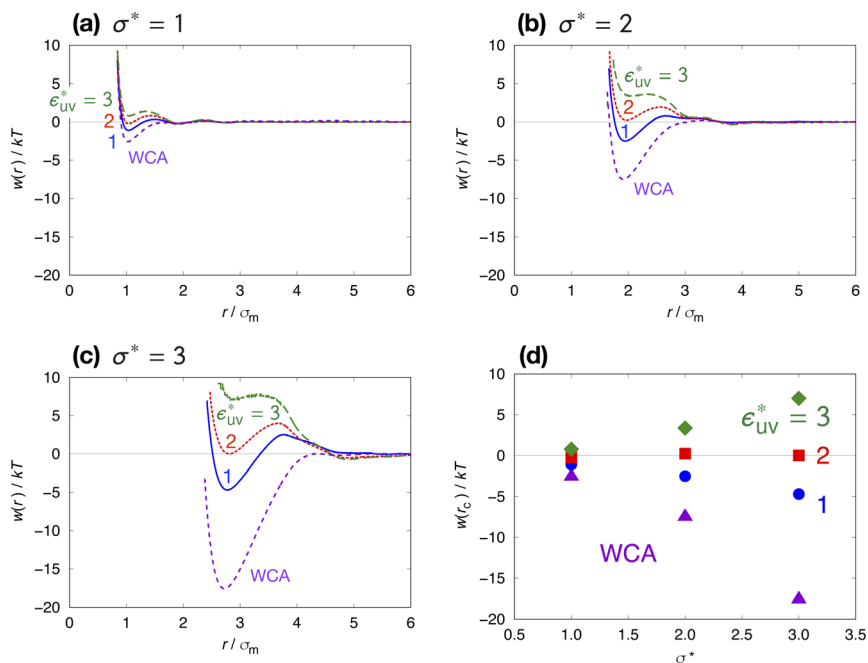 (a) σ* = 1
10
5
0
−5
−10
−15
−20
w(r) / kT
ϵ*uv = 3
2
1
WCA
0 1 2 3 4 5 6
r / σm
(b) σ* = 2
10
5
0
−5
−10
−15
−20
w(r) / kT
ϵ*uv = 3
2
1
WCA
0 1 2 3 4 5 6
r / σm
(c) σ* = 3
10
5
0
−5
−10
−15
−20
w(r) / kT
ϵ*uv = 3
2
1
WCA
0 1 2 3 4 5 6
r / σm
(d)
10
5
0
−5
−10
−15
−20
w(rc) / kT
ϵ*uv = 3
2
1
WCA
0.5 1.0 1.5 2.0 2.5 3.0 3.5
σ*